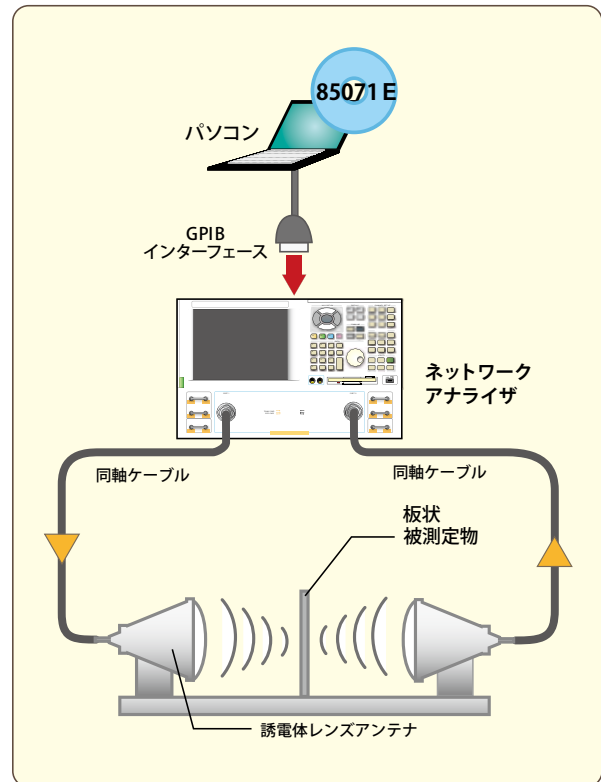 85071E
パソコン
GPIB
インターフェース
ネットワーク
アナライザ
同軸ケーブル
同軸ケーブル
板状
被測定物
誘電体レンズアンテナ